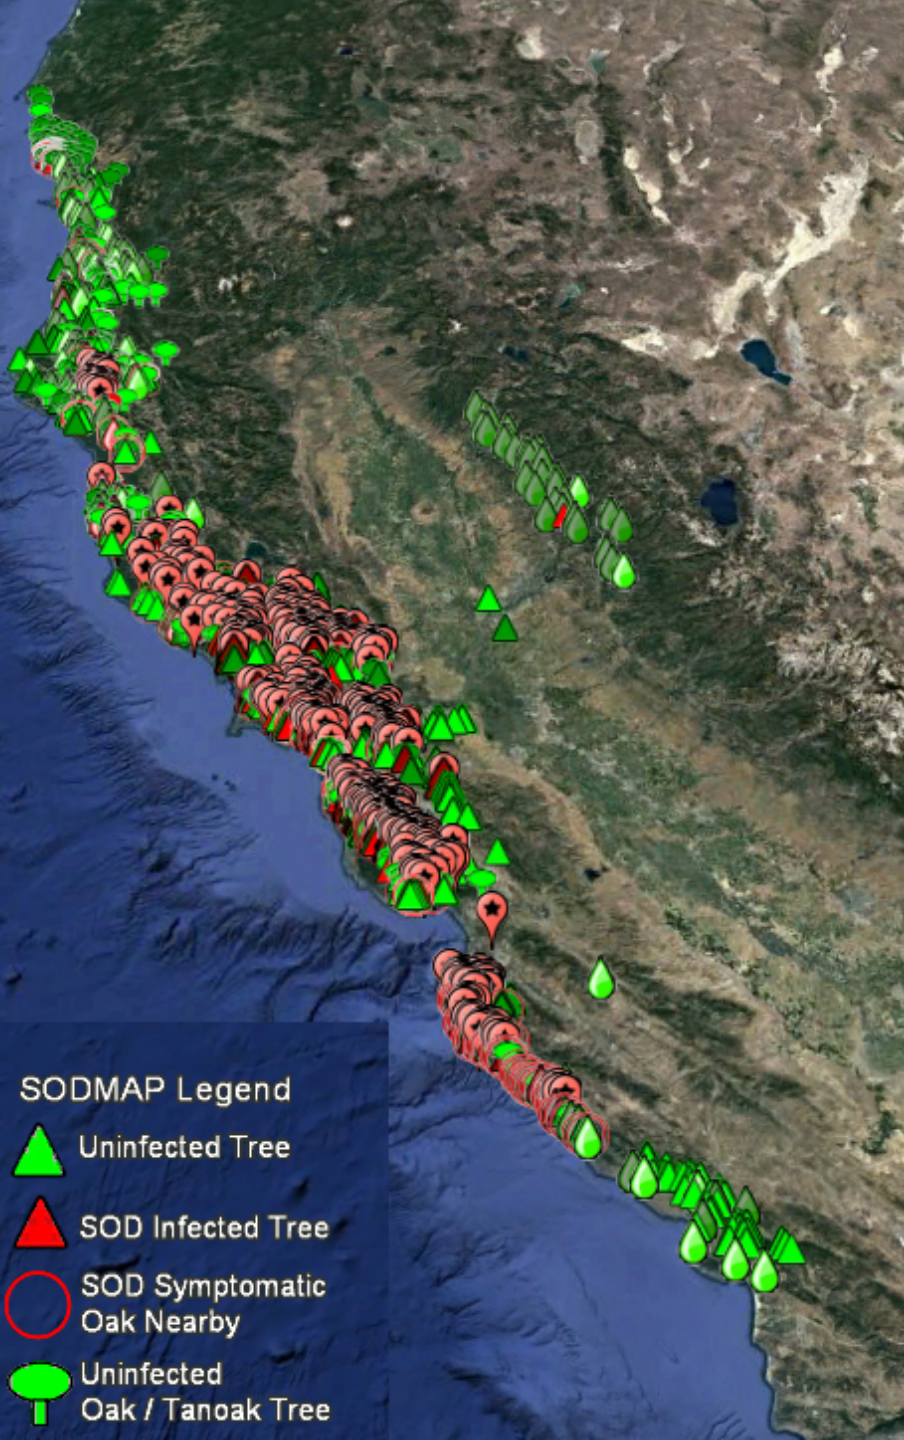 SODMAP Legend
Uninfected Tree
SOD Infected Tree
SOD Symptomatic
Oak Nearby
Uninfected
Oak / Tanoak Tree